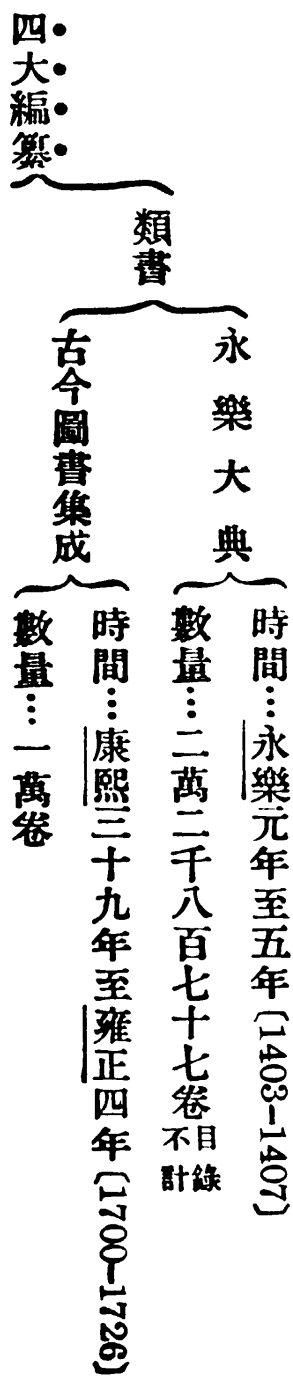 四大編纂
類書
永樂大典
時間…永樂元年至五年〔1403–1407〕
數量…二萬二千八百七十七卷目錄不計
古今圖書集成
時間…康熙三十九年至雍正四年〔1700–1726〕
數量…一萬卷